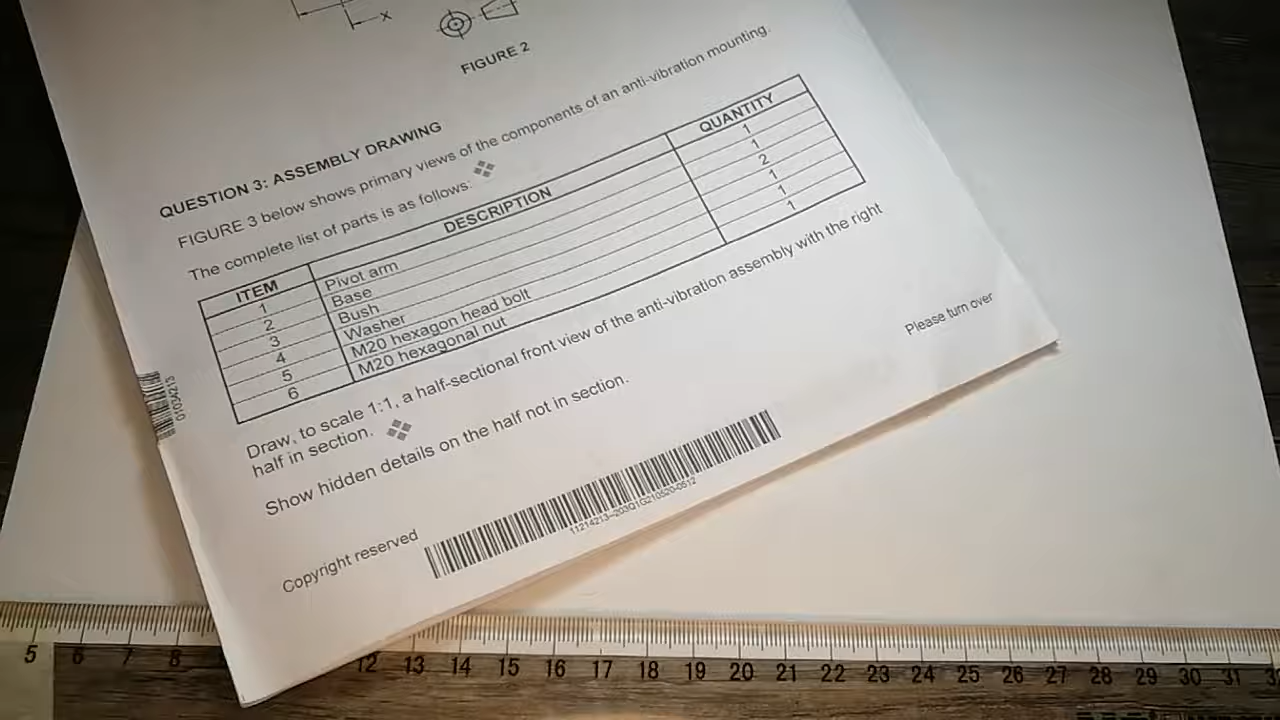 x
FIGURE 2
QUESTION 3: ASSEMBLY DRAWING
FIGURE 3 below shows primary views of the components of an anti-vibration mounting.
The complete list of parts is as follows:
ITEM DESCRIPTION QUANTITY
1 Pivot arm 1
2 Base 1
3 Bush 2
4 Washer 1
5 M20 hexagon head bolt 1
6 M20 hexagonal nut 1
Draw, to scale 1:1, a half-sectional front view of the anti-vibration assembly with the right
half in section.
Show hidden details on the half not in section.
Please turn over
Copyright reserved
5 6 7 8 12 13 14 15 16 17 18 19 20 21 22 23 24 25 26 27 28 29 30 31